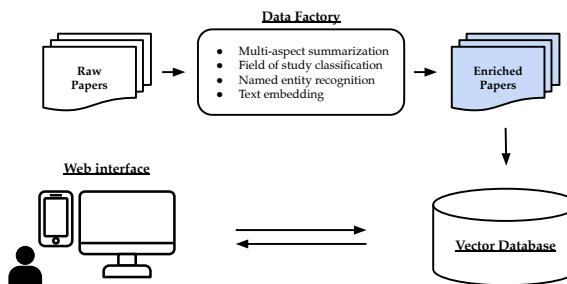 Data Factory
Raw
Papers
● Multi-aspect summarization
● Field of study classification
● Named entity recognition
● Text embedding
Enriched
Papers
Web interface
Vector Database